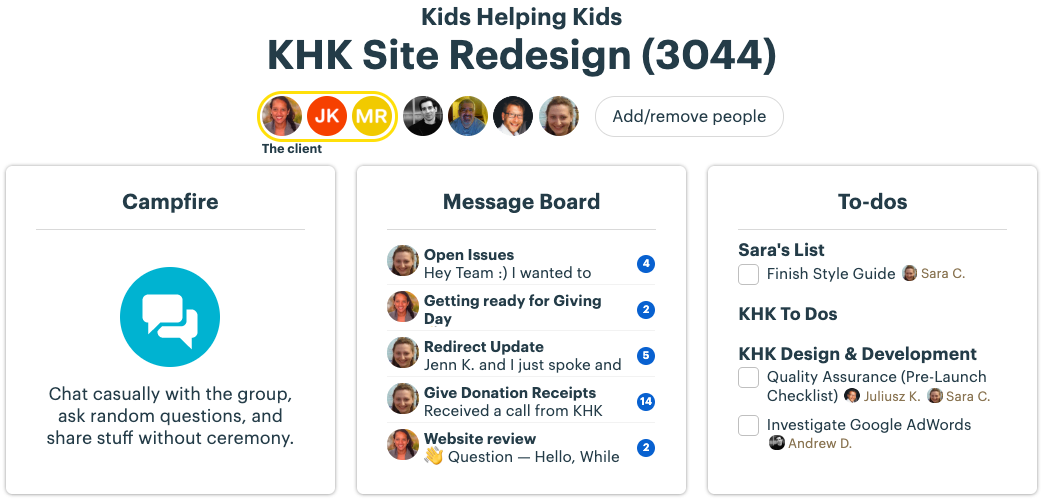 Kids Helping Kids
KHK Site Redesign (3044)
JK
MR
Add/remove people
The client
Campfire
Chat casually with the group,
ask random questions, and
share stuff without ceremony.
Message Board
Open Issues
Hey Team :) I wanted to
4
Getting ready for Giving
Day
2
Redirect Update
Jenn K. and I just spoke and
5
Give Donation Receipts
Received a call from KHK
14
Website review
👋 Question — Hello, While
2
To-dos
Sara's List
Finish Style Guide Sara C.
KHK To Dos
KHK Design & Development
Quality Assurance (Pre-Launch
Checklist) Juliusz K. Sara C.
Investigate Google AdWords
Andrew D.